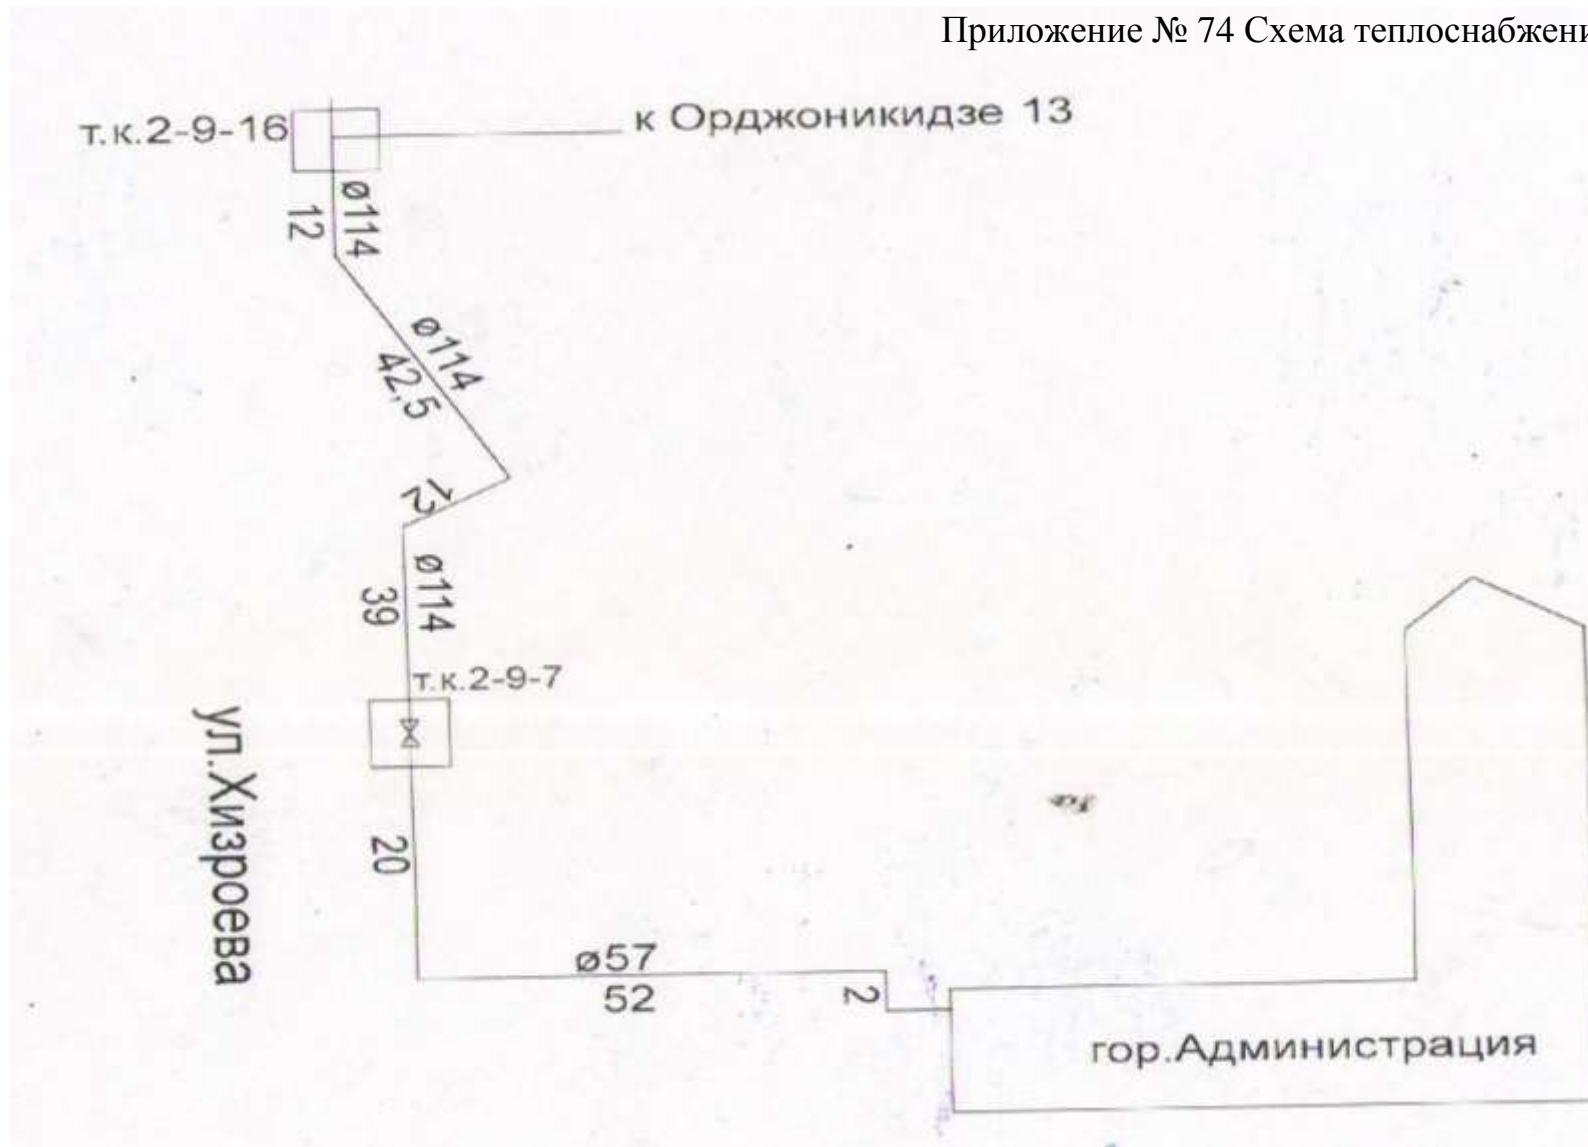 Приложение № 74 Схема теплоснабжени
т.к.2-9-16
к Орджоникидзе 13
ø114
12
ø114
42,5
12
ø114
39
т.к.2-9-7
ул.Хизроева
20
ø57
52
2
гор.Администрация